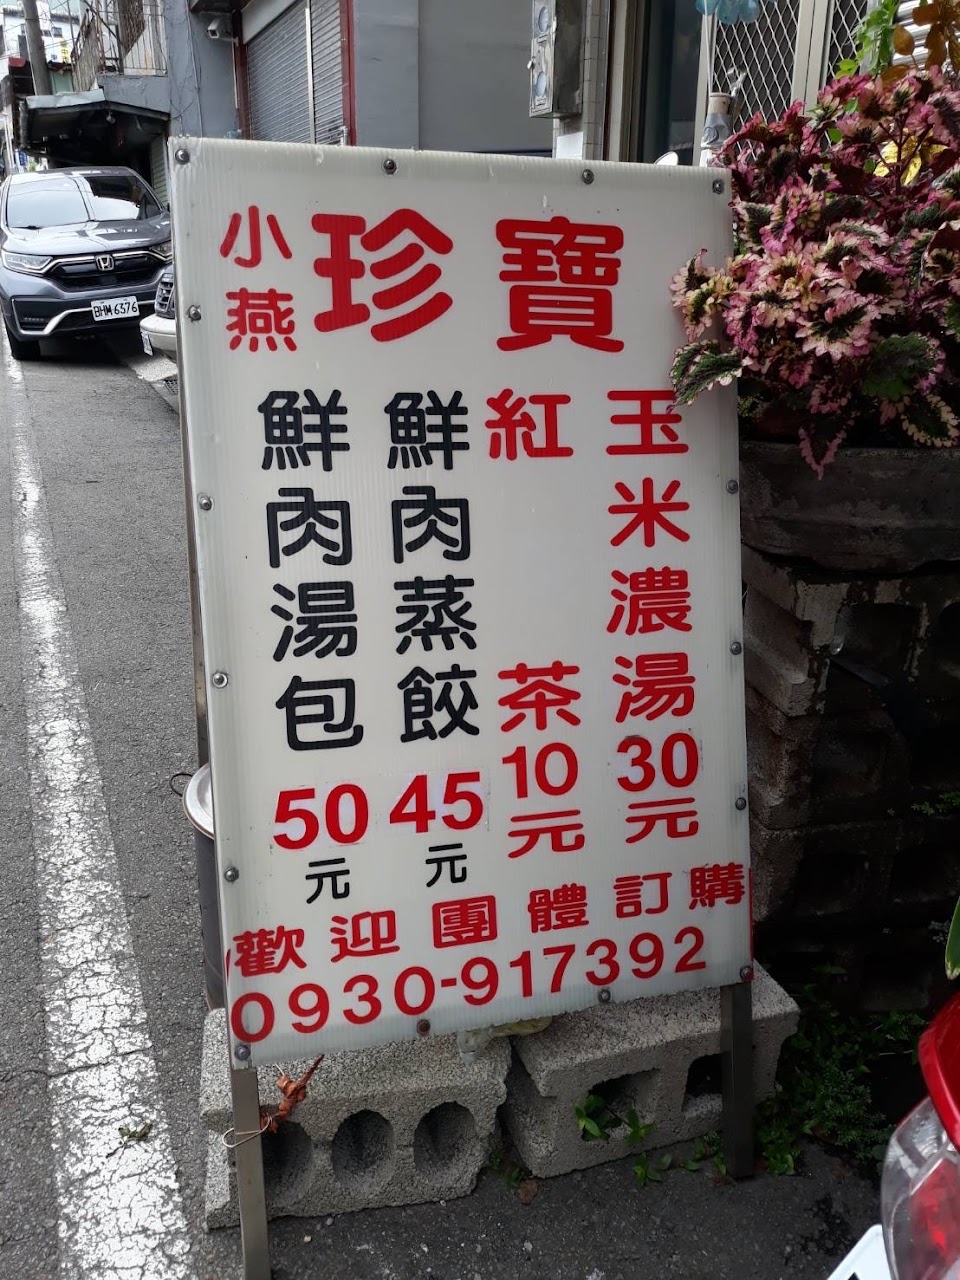 小燕 珍寶
玉米濃湯 30元
紅茶 10元
鮮肉蒸餃 45元
鮮肉湯包 50元
歡迎團體訂購
0930-917392
BHM 6376